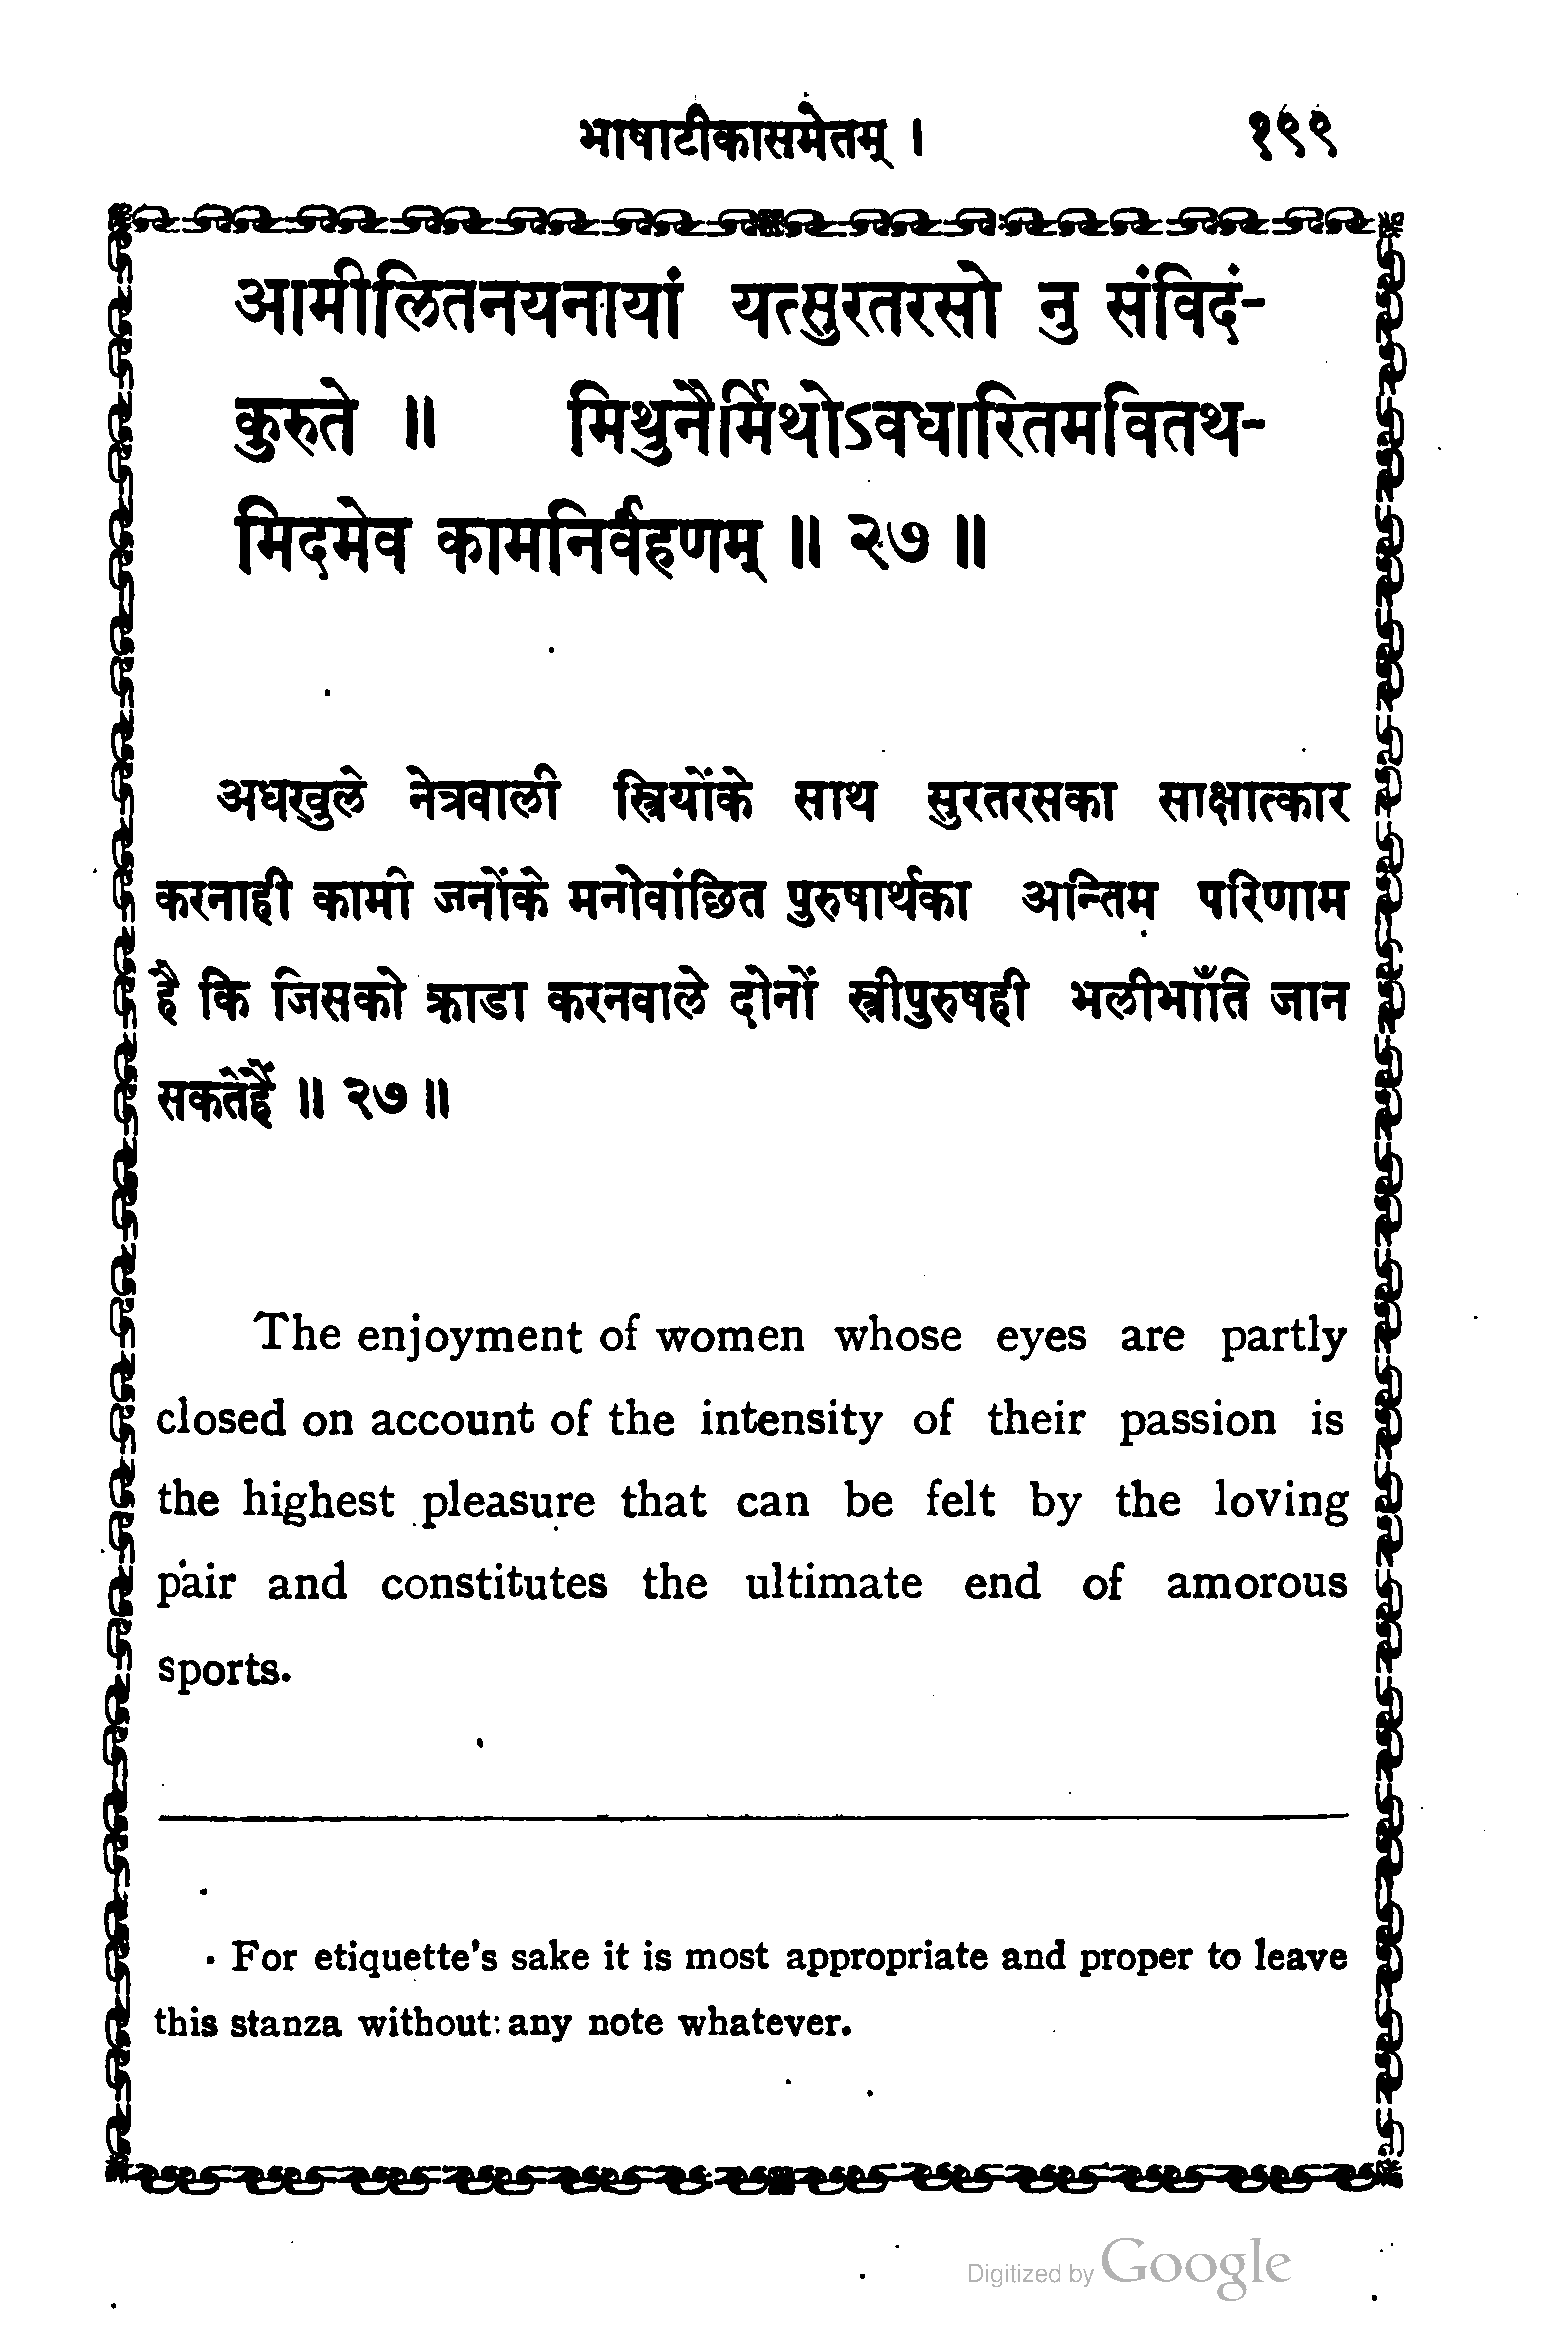 भाषाटीकासमेतम् । १९९
आमीलितनयनायां यत्सुरतरसो नु संविदं-
कुरुते ॥ मिथुनैर्मिथोऽवधारितमवितथ-
मिदमेव कामनिर्वहणम् ॥ २७ ॥
अधखुले नेत्रवाली स्त्रियोंके साथ सुरतरसका साक्षात्कार
करनाही कामी जनोंके मनोवांछित पुरुषार्थका अन्तिम परिणाम
है कि जिसको क्राडा करनवाले दोनों स्त्रीपुरुषही भलीभाँति जान
सकतेहैं ॥ २७ ॥
The enjoyment of women whose eyes are partly
closed on account of the intensity of their passion is
the highest pleasure that can be felt by the loving
pair and constitutes the ultimate end of amorous
sports.
For etiquette's sake it is most appropriate and proper to leave
this stanza without any note whatever.
Digitized by Google